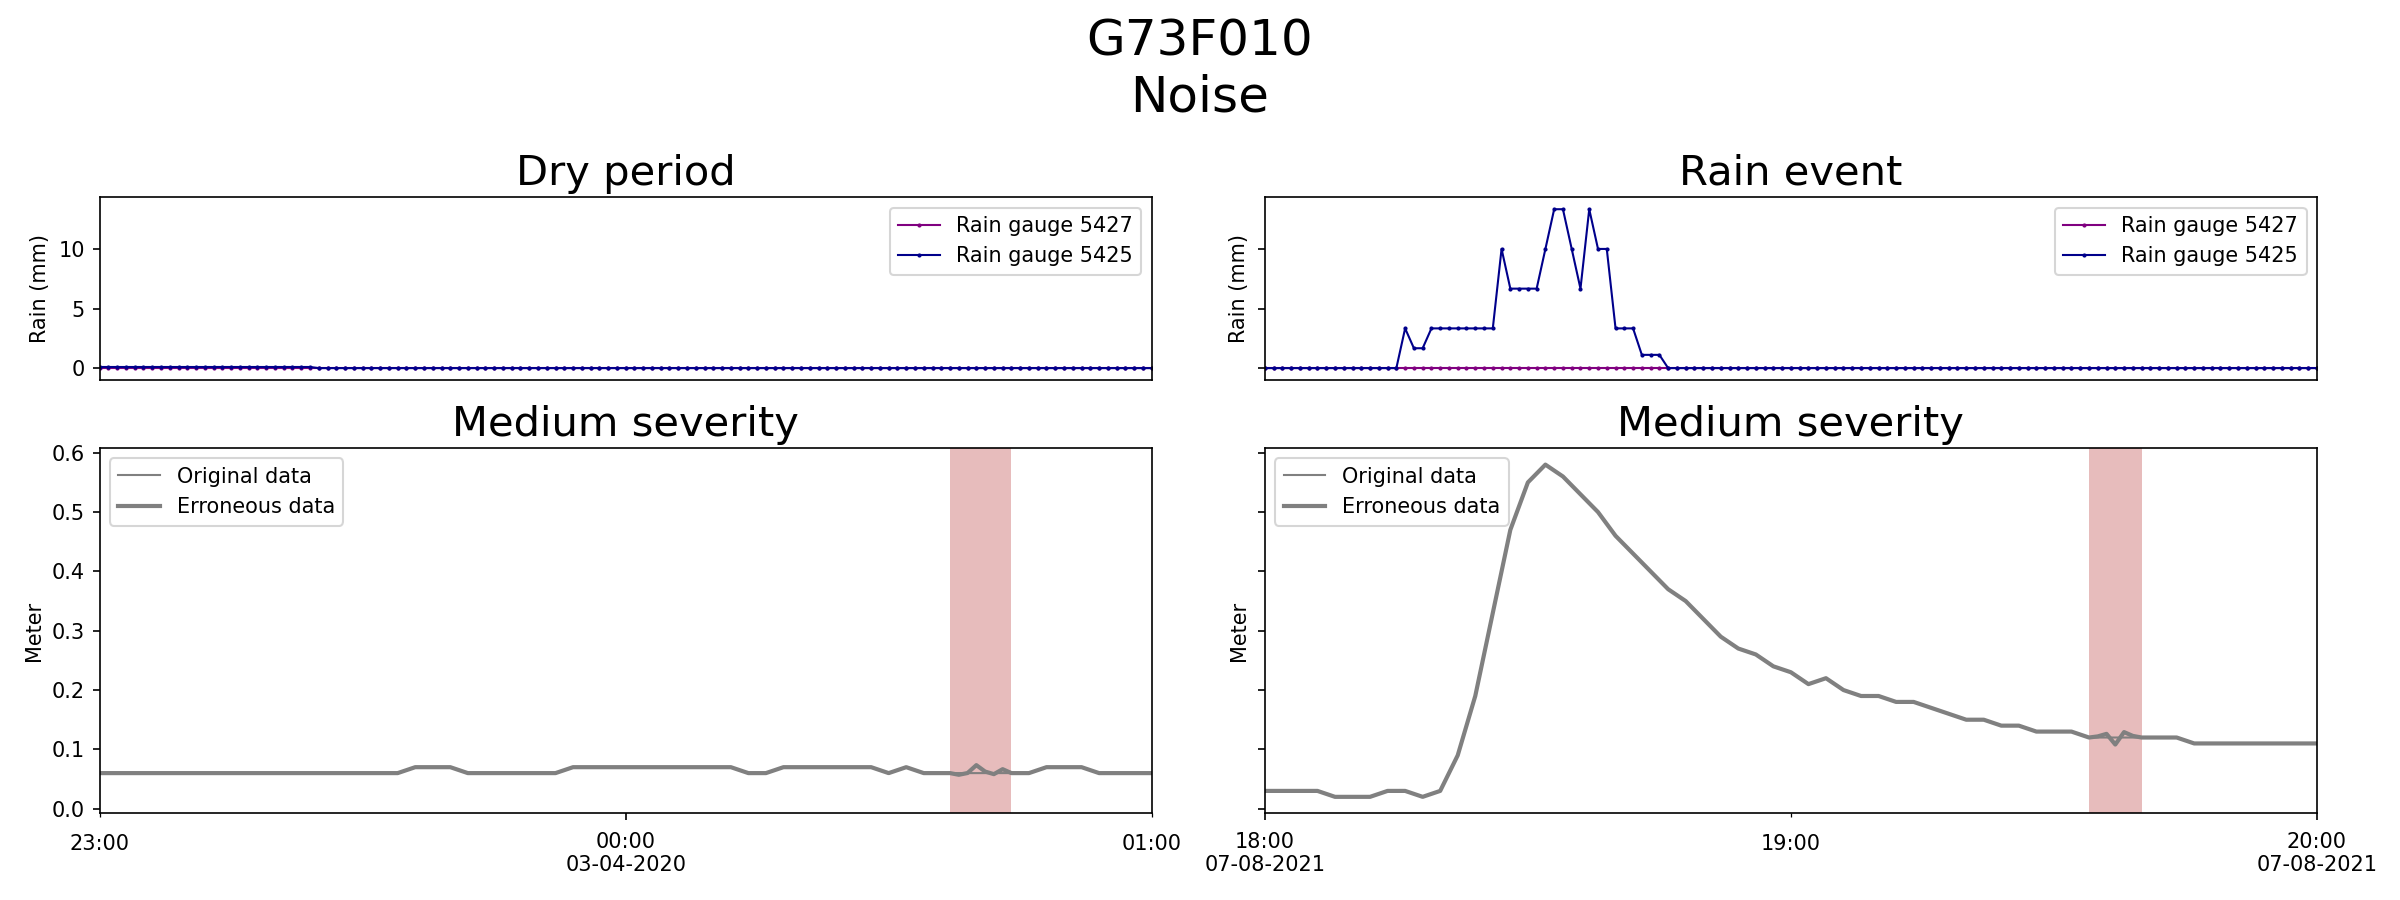 G73F010
Noise
Dry period
Rain (mm)
10
5
0
Rain gauge 5427
Rain gauge 5425
Rain event
Rain (mm)
Rain gauge 5427
Rain gauge 5425
Medium severity
Meter
0.6
0.5
0.4
0.3
0.2
0.1
0.0
Original data
Erroneous data
23:00
00:00
03-04-2020
01:00
Medium severity
Meter
Original data
Erroneous data
18:00
07-08-2021
19:00
20:00
07-08-2021